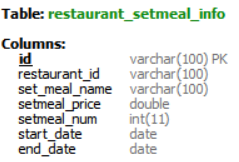 Table: restaurant_setmeal_info
Columns:
id varchar(100) PK
restaurant_id varchar(100)
set_meal_name varchar(100)
setmeal_price double
setmeal_num int(11)
start_date date
end_date date